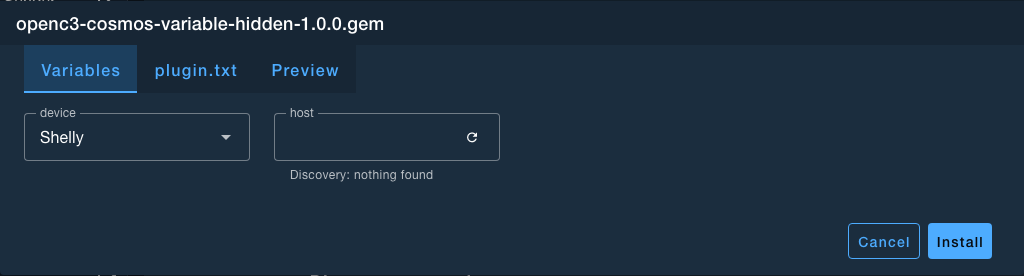 openc3-cosmos-variable-hidden-1.0.0.gem
Variables plugin.txt Preview
device host
Shelly
Discovery: nothing found
Cancel Install